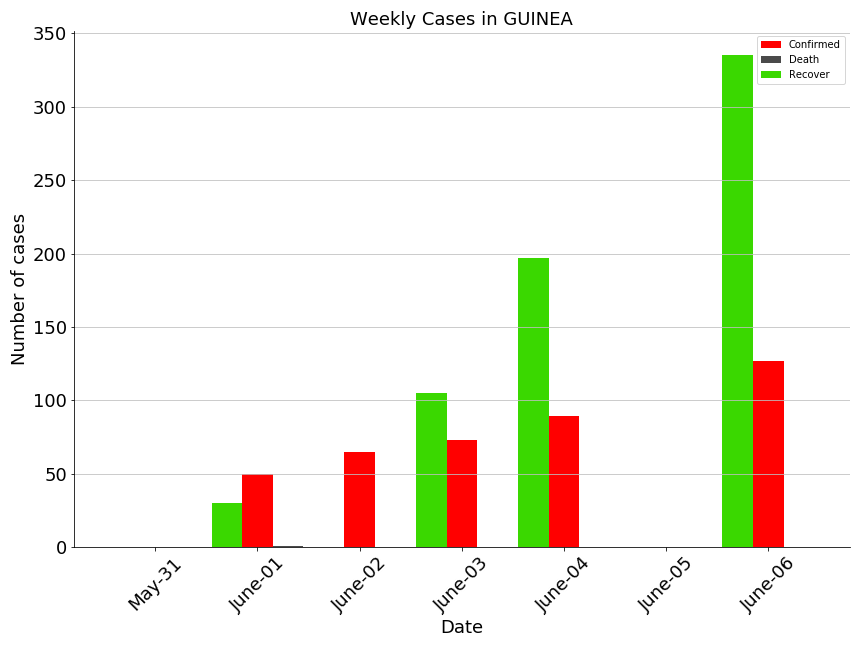 Weekly Cases in GUINEA
Confirmed
Death
Recover
Number of cases
350
300
250
200
150
100
50
0
May-31
June-01
June-02
June-03
June-04
June-05
June-06
Date